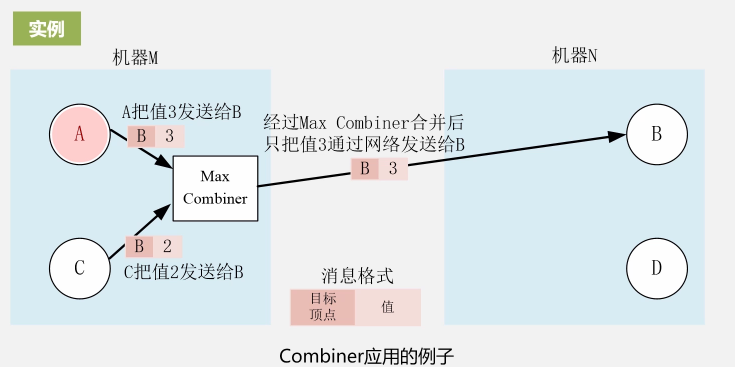 实例
机器M
机器N
A把值3发送给B
B 3
A
经过Max Combiner合并后
只把值3通过网络发送给B
B 3
B
Max
Combiner
C
B 2
C把值2发送给B
D
消息格式
目标
顶点
值
Combiner应用的例子